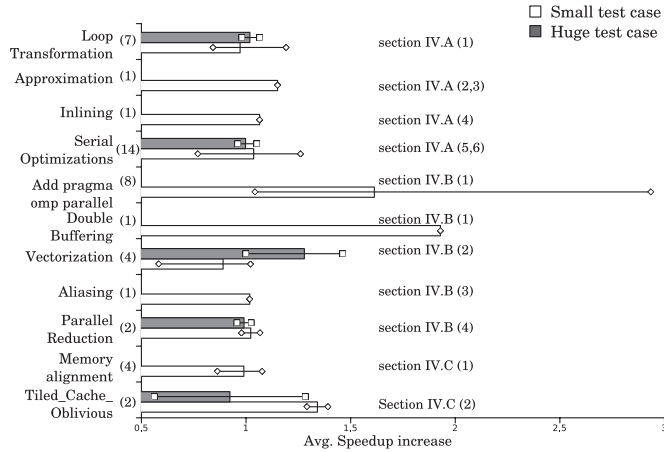 Small test case
Huge test case
Loop
Transformation (7)
section IV.A (1)
Approximation (1)
section IV.A (2,3)
Inlining (1)
section IV.A (4)
Serial
Optimizations (14)
section IV.A (5,6)
Add pragma
omp parallel (8)
section IV.B (1)
Double
Buffering (1)
section IV.B (1)
Vectorization (4)
section IV.B (2)
Aliasing (1)
section IV.B (3)
Parallel
Reduction (2)
section IV.B (4)
Memory
alignment (4)
section IV.C (1)
Tiled_Cache_
Oblivious (2)
Section IV.C (2)
0,5 1 1,5 2 2,5 3
Avg. Speedup increase